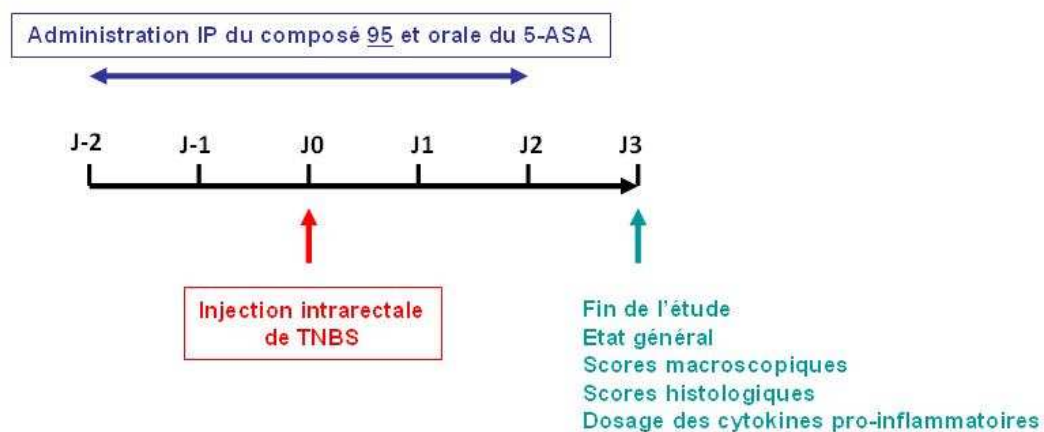 Administration IP du composé 95 et orale du 5-ASA
J-2 J-1 J0 J1 J2 J3
Injection intrarectale
de TNBS
Fin de l'étude
Etat général
Scores macroscopiques
Scores histologiques
Dosage des cytokines pro-inflammatoires